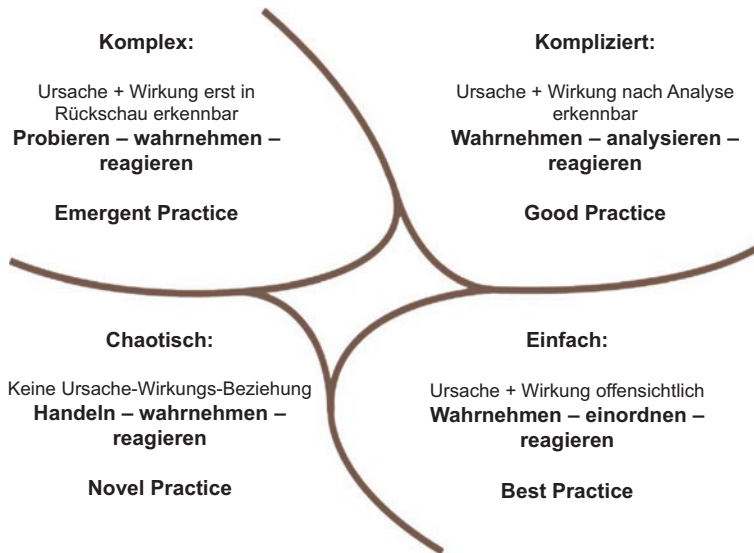 Komplex:
Ursache + Wirkung erst in
Rückschau erkennbar
Probieren – wahrnehmen –
reagieren
Emergent Practice
Kompliziert:
Ursache + Wirkung nach Analyse
erkennbar
Wahrnehmen – analysieren –
reagieren
Good Practice
Chaotisch:
Keine Ursache-Wirkungs-Beziehung
Handeln – wahrnehmen –
reagieren
Novel Practice
Einfach:
Ursache + Wirkung offensichtlich
Wahrnehmen – einordnen –
reagieren
Best Practice